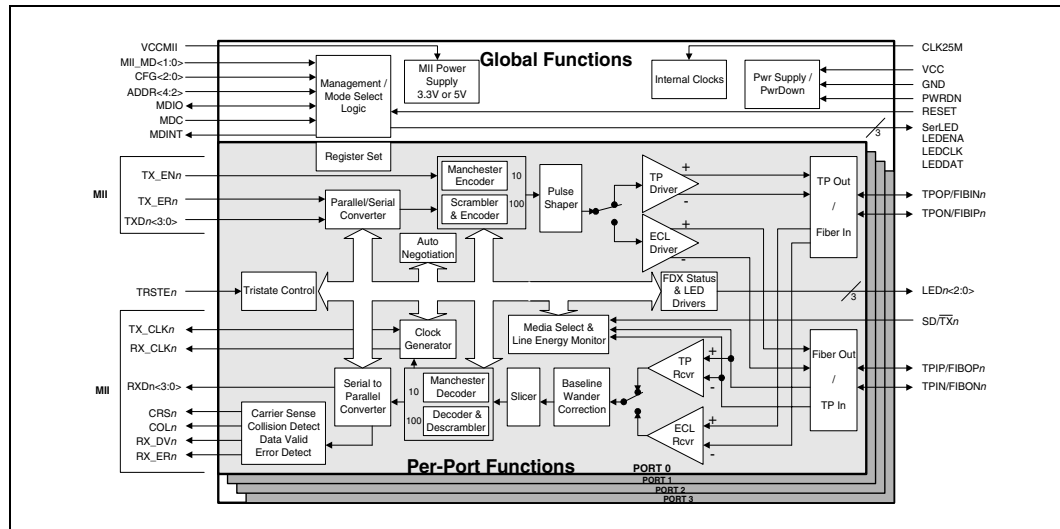 VCCMII
MII_MD<1:0>
CFG<2:0>
ADDR<4:2>
MDIO
MDC
MDINT
Management /
Mode Select
Logic
MII Power
Supply
3.3V or 5V
Global Functions
Internal Clocks
Pwr Supply /
PwrDown
CLK25M
VCC
GND
PWRDN
RESET
3
SerLED
LEDENA
LEDCLK
LEDDAT
Register Set
MII
TX_ENn
TX_ERn
TXDn<3:0>
Parallel/Serial
Converter
Manchester
Encoder
10
Scrambler
& Encoder
100
Pulse
Shaper
TP
Driver
+
-
ECL
Driver
+
-
TP Out
/
Fiber In
TPOP/FIBINn
TPON/FIBIPn
Auto
Negotiation
TRSTEn
Tristate Control
FDX Status
& LED
Drivers
3
LEDn<2:0>
MII
TX_CLKn
RX_CLKn
RXDn<3:0>
CRSn
COLn
RX_DVn
RX_ERn
Clock
Generator
Media Select &
Line Energy Monitor
SD/TXn
Serial to
Parallel
Converter
10
Manchester
Decoder
100
Decoder &
Descrambler
Slicer
Baseline
Wander
Correction
TP
Rcvr
+
-
ECL
Rcvr
+
-
Fiber Out
/
TP In
TPIP/FIBOPn
TPIN/FIBONn
Carrier Sense
Collision Detect
Data Valid
Error Detect
Per-Port Functions
PORT 0
PORT 1
PORT 2
PORT 3